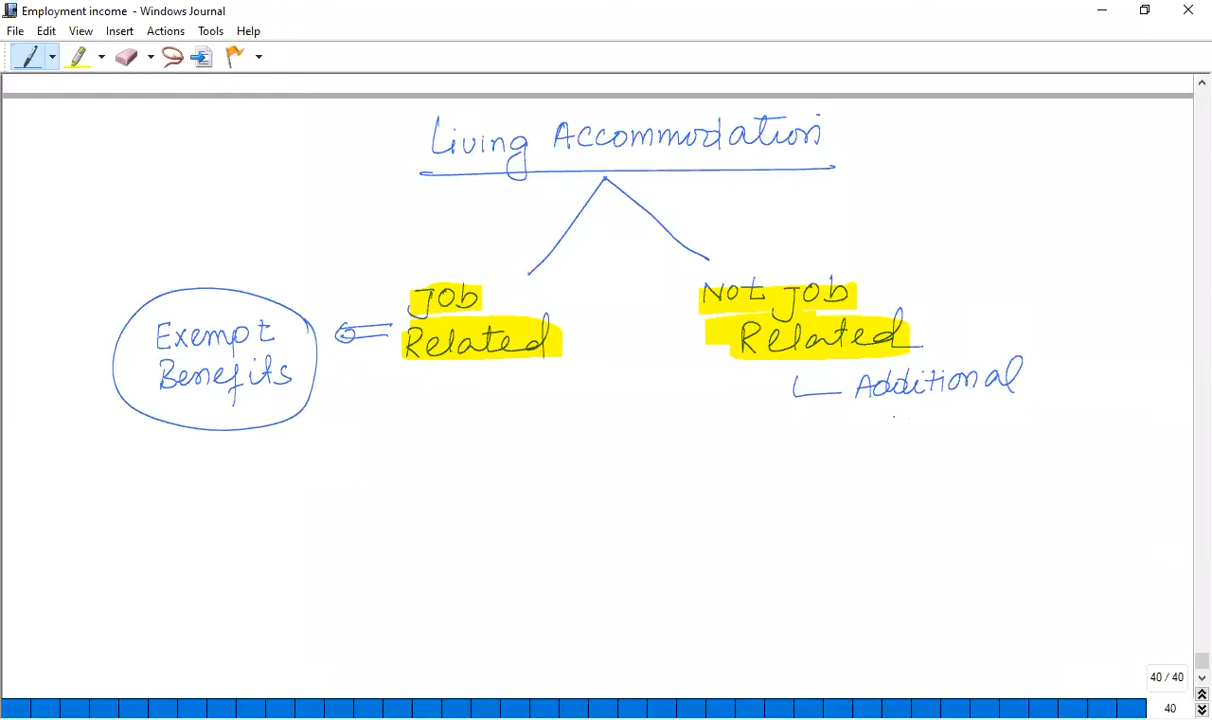 Employment income - Windows Journal
File Edit View Insert Actions Tools Help
Living Accommodation
Job
Related
Not job
Related
Exempt
Benefits
Additional
40 / 40
40